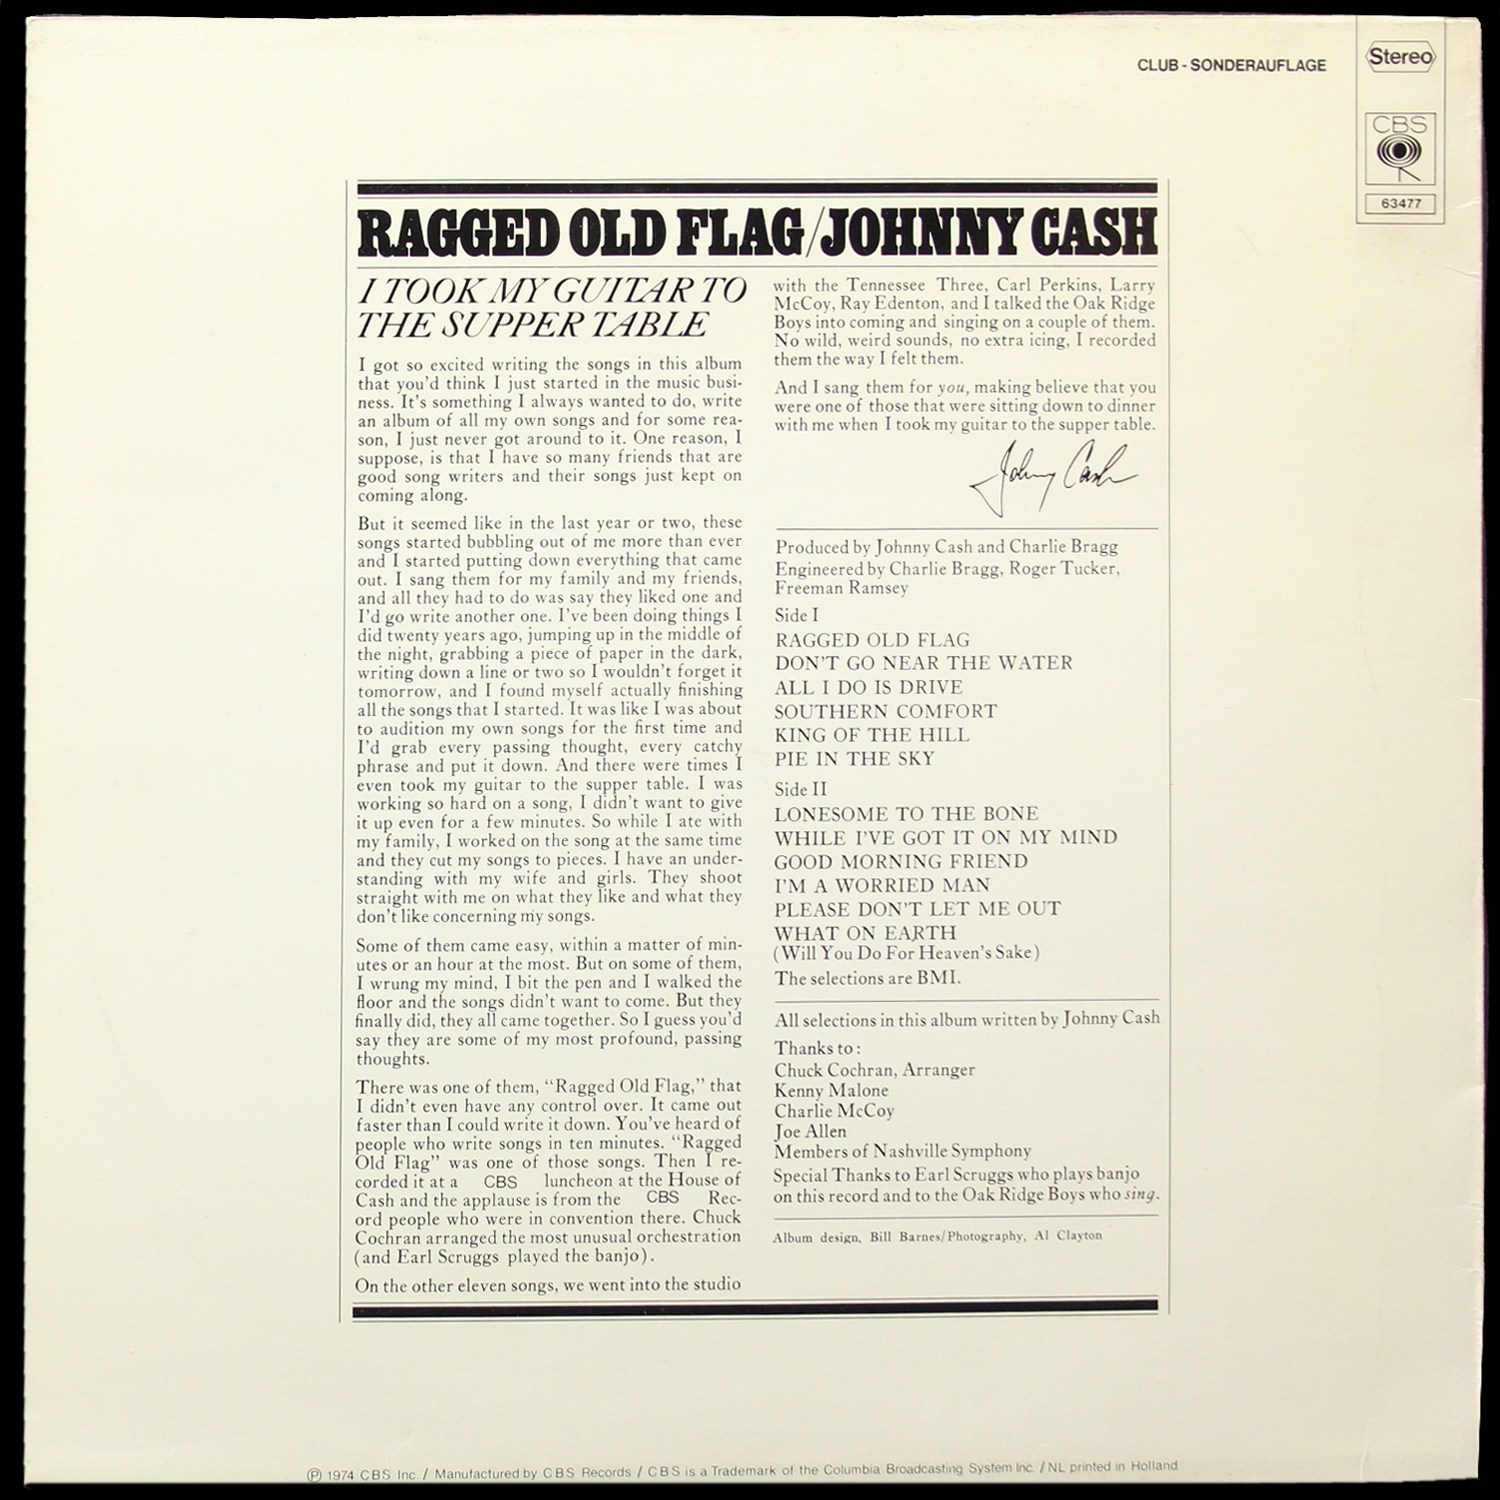 CLUB - SONDERAUFLAGE
Stereo
CBS
63477
RAGGED OLD FLAG/JOHNNY CASH
I TOOK MY GUITAR TO
THE SUPPER TABLE
I got so excited writing the songs in this album
that you'd think I just started in the music busi-
ness. It's something I always wanted to do, write
an album of all my own songs and for some rea-
son, I just never got around to it. One reason, I
suppose, is that I have so many friends that are
good song writers and their songs just kept on
coming along.
But it seemed like in the last year or two, these
songs started bubbling out of me more than ever
and I started putting down everything that came
out. I sang them for my family and my friends,
and all they had to do was say they liked one and
I'd go write another one. I've been doing things I
did twenty years ago, jumping up in the middle of
the night, grabbing a piece of paper in the dark,
writing down a line or two so I wouldn't forget it
tomorrow, and I found myself actually finishing
all the songs that I started. It was like I was about
to audition my own songs for the first time and
I'd grab every passing thought, every catchy
phrase and put it down. And there were times I
even took my guitar to the supper table. I was
working so hard on a song, I didn't want to give
it up even for a few minutes. So while I ate with
my family, I worked on the song at the same time
and they cut my songs to pieces. I have an under-
standing with my wife and girls. They shoot
straight with me on what they like and what they
don't like concerning my songs.
Some of them came easy, within a matter of min-
utes or an hour at the most. But on some of them,
I wrung my mind, I bit the pen and I walked the
floor and the songs didn't want to come. But they
finally did, they all came together. So I guess you'd
say they are some of my most profound, passing
thoughts.
There was one of them, "Ragged Old Flag," that
I didn't even have any control over. It came out
faster than I could write it down. You've heard of
people who write songs in ten minutes. "Ragged
Old Flag" was one of those songs. Then I re-
corded it at a CBS luncheon at the House of
Cash and the applause is from the CBS Rec-
ord people who were in convention there. Chuck
Cochran arranged the most unusual orchestration
(and Earl Scruggs played the banjo).
On the other eleven songs, we went into the studio
with the Tennessee Three, Carl Perkins, Larry
McCoy, Ray Edenton, and I talked the Oak Ridge
Boys into coming and singing on a couple of them.
No wild, weird sounds, no extra icing, I recorded
them the way I felt them.
And I sang them for you, making believe that you
were one of those that were sitting down to dinner
with me when I took my guitar to the supper table.
Johnny Cash
Produced by Johnny Cash and Charlie Bragg
Engineered by Charlie Bragg, Roger Tucker,
Freeman Ramsey
Side I
RAGGED OLD FLAG
DON'T GO NEAR THE WATER
ALL I DO IS DRIVE
SOUTHERN COMFORT
KING OF THE HILL
PIE IN THE SKY
Side II
LONESOME TO THE BONE
WHILE I'VE GOT IT ON MY MIND
GOOD MORNING FRIEND
I'M A WORRIED MAN
PLEASE DON'T LET ME OUT
WHAT ON EARTH
(Will You Do For Heaven's Sake)
The selections are BMI.
All selections in this album written by Johnny Cash
Thanks to:
Chuck Cochran, Arranger
Kenny Malone
Charlie McCoy
Joe Allen
Members of Nashville Symphony
Special Thanks to Earl Scruggs who plays banjo
on this record and to the Oak Ridge Boys who sing.
Album design, Bill Barnes/Photography, Al Clayton
Ⓟ 1974 CBS Inc. / Manufactured by CBS Records / CBS is a Trademark of the Columbia Broadcasting System Inc. / NL printed in Holland